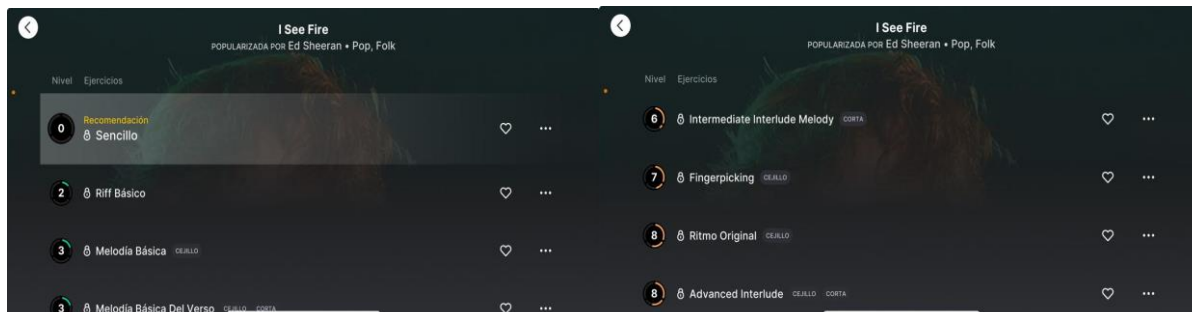 I See Fire
POPULARIZADA POR Ed Sheeran • Pop, Folk
Nivel Ejercicios
Recomendación
0 Sencillo
2 Riff Básico
3 Melodía Básica CEJILLO
3 Melodía Básica Del Verso CEJILLO CORTA
I See Fire
POPULARIZADA POR Ed Sheeran • Pop, Folk
Nivel Ejercicios
6 Intermediate Interlude Melody CORTA
7 Fingerpicking CEJILLO
8 Ritmo Original CEJILLO
8 Advanced Interlude CEJILLO CORTA